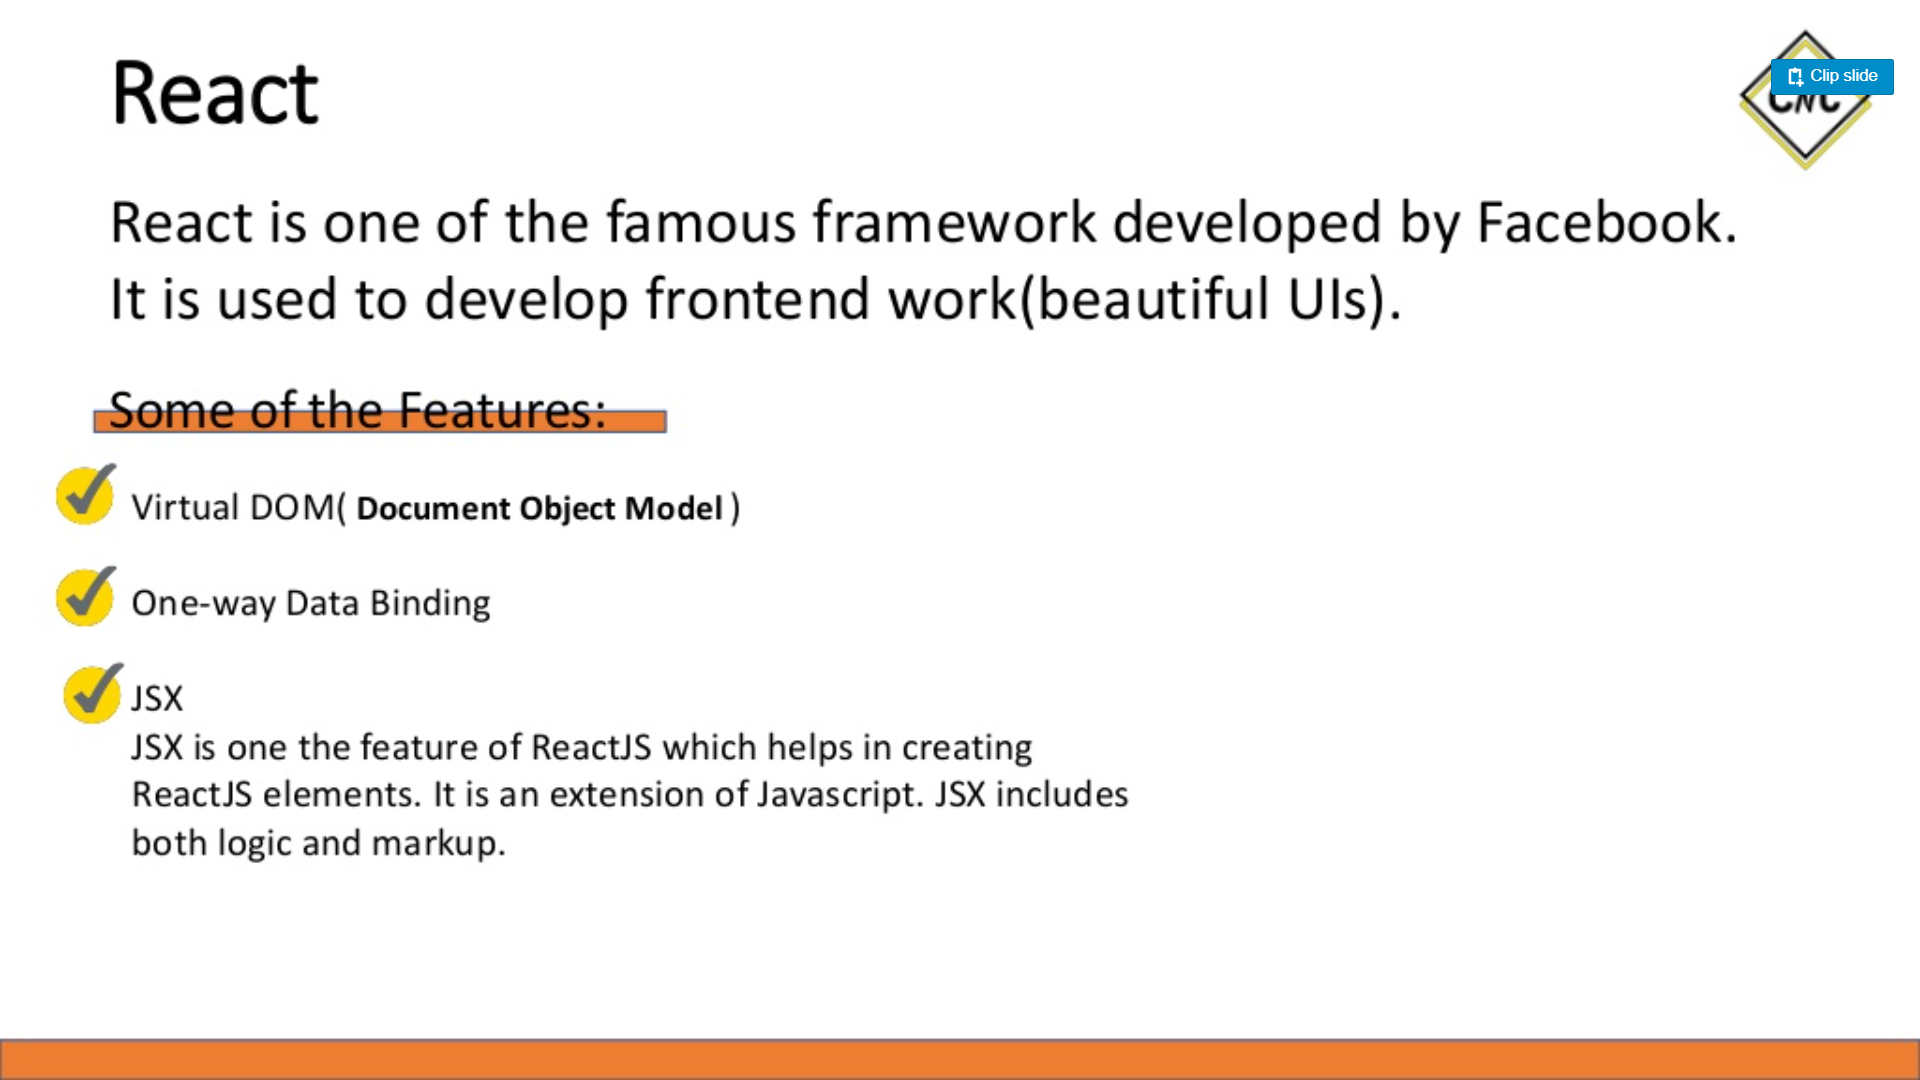 React
Clip slide
CNC
React is one of the famous framework developed by Facebook.
It is used to develop frontend work(beautiful UIs).
Some of the Features:
Virtual DOM( Document Object Model )
One-way Data Binding
JSX
JSX is one the feature of ReactJS which helps in creating
ReactJS elements. It is an extension of Javascript. JSX includes
both logic and markup.